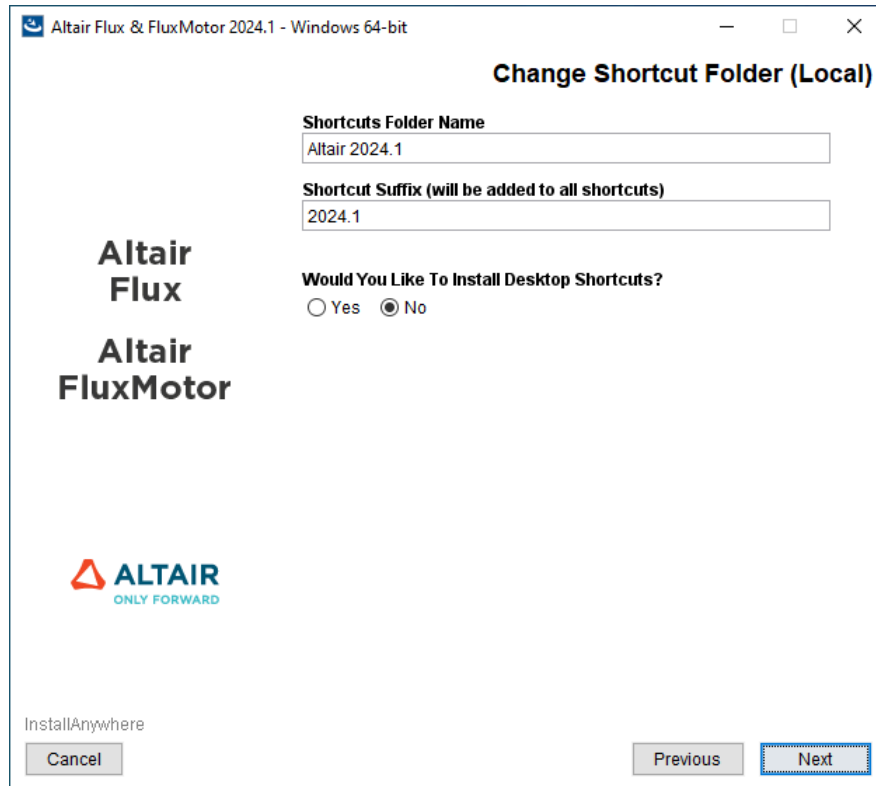 Altair Flux & FluxMotor 2024.1 - Windows 64-bit
Change Shortcut Folder (Local)
Shortcuts Folder Name
Altair 2024.1
Shortcut Suffix (will be added to all shortcuts)
2024.1
Altair
Flux
Would You Like To Install Desktop Shortcuts?
Yes No
Altair
FluxMotor
ALTAIR
ONLY FORWARD
InstallAnywhere
Cancel Previous Next